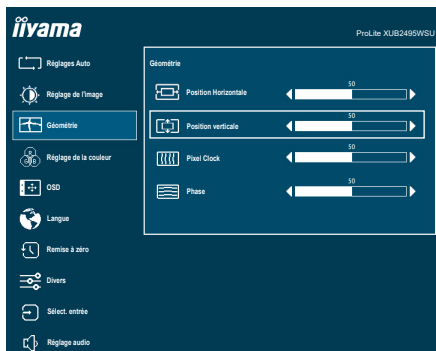 iiyama
ProLite XUB2495WSU
Réglages Auto
Réglage de l'image
Géométrie
Réglage de la couleur
R
G B
OSD
Langue
Remise à zéro
Divers
Sélect. entrée
Réglage audio
Géométrie
Position Horizontale
50
Position verticale
50
Pixel Clock
50
Phase
50